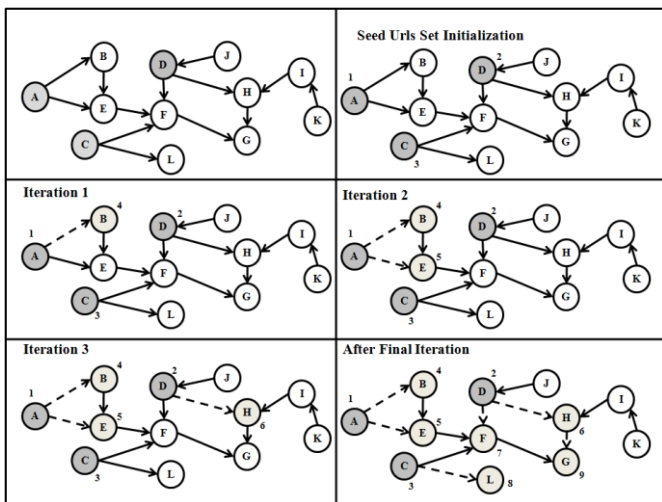 B J
D
I
A H
E F
K
G
C
L
Seed Urls Set Initialization
2
B J
D
1 I
A H
E F
K
G
C
3 L
Iteration 1
4
2
B J
D
1 I
A H
E F
K
G
C
3 L
Iteration 2
4
2
B J
D
1 I
A H
5
E F
K
G
C
3 L
Iteration 3
4
2
B J
D
1 I
A H
5 6
E F
K
G
C
3 L
After Final Iteration
4
2
B J
D
1 I
A H
5 6
E F
K
7
G
C
9
3 L 8